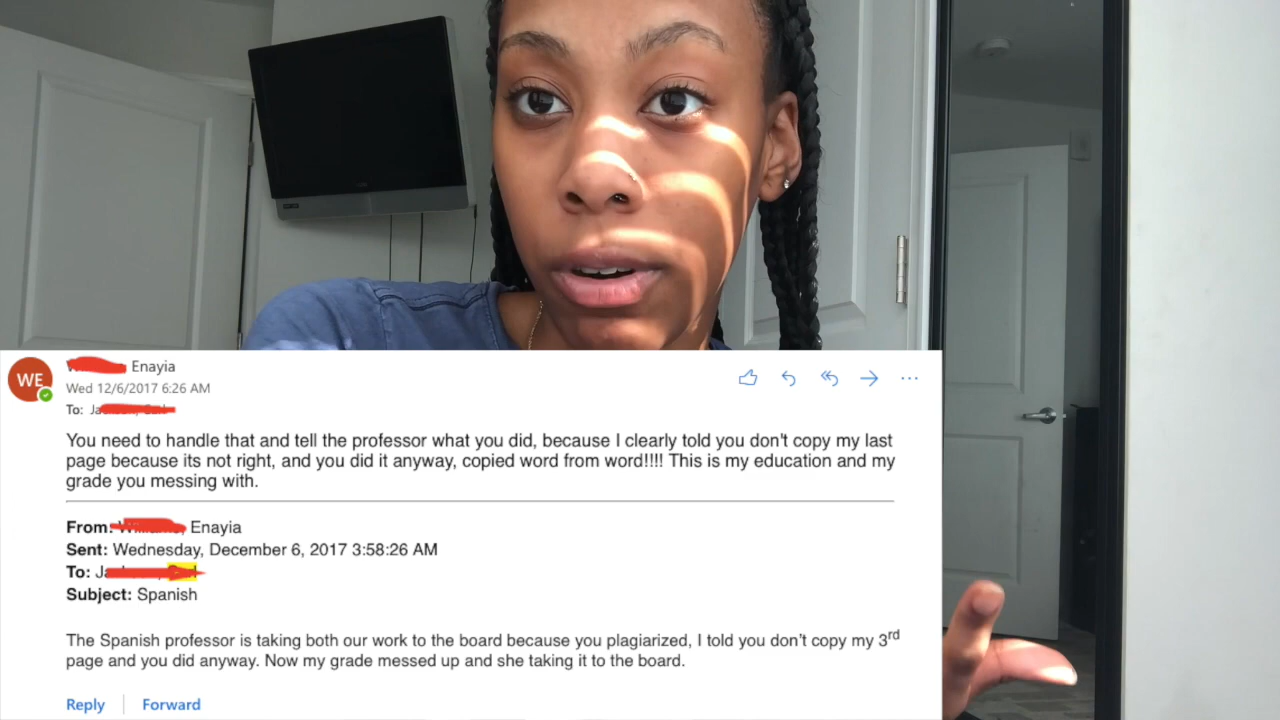 WE
Enayia
Wed 12/6/2017 6:26 AM
To:
You need to handle that and tell the professor what you did, because I clearly told you don't copy my last
page because its not right, and you did it anyway, copied word from word!!!! This is my education and my
grade you messing with.
From: Enayia
Sent: Wednesday, December 6, 2017 3:58:26 AM
To:
Subject: Spanish
The Spanish professor is taking both our work to the board because you plagiarized, I told you don't copy my 3rd
page and you did anyway. Now my grade messed up and she taking it to the board.
Reply Forward